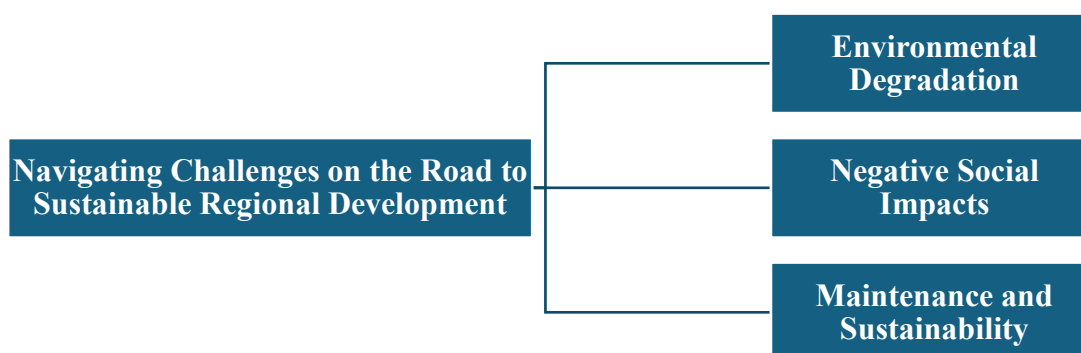 Environmental
Degradation
Navigating Challenges on the Road to
Sustainable Regional Development
Negative Social
Impacts
Maintenance and
Sustainability